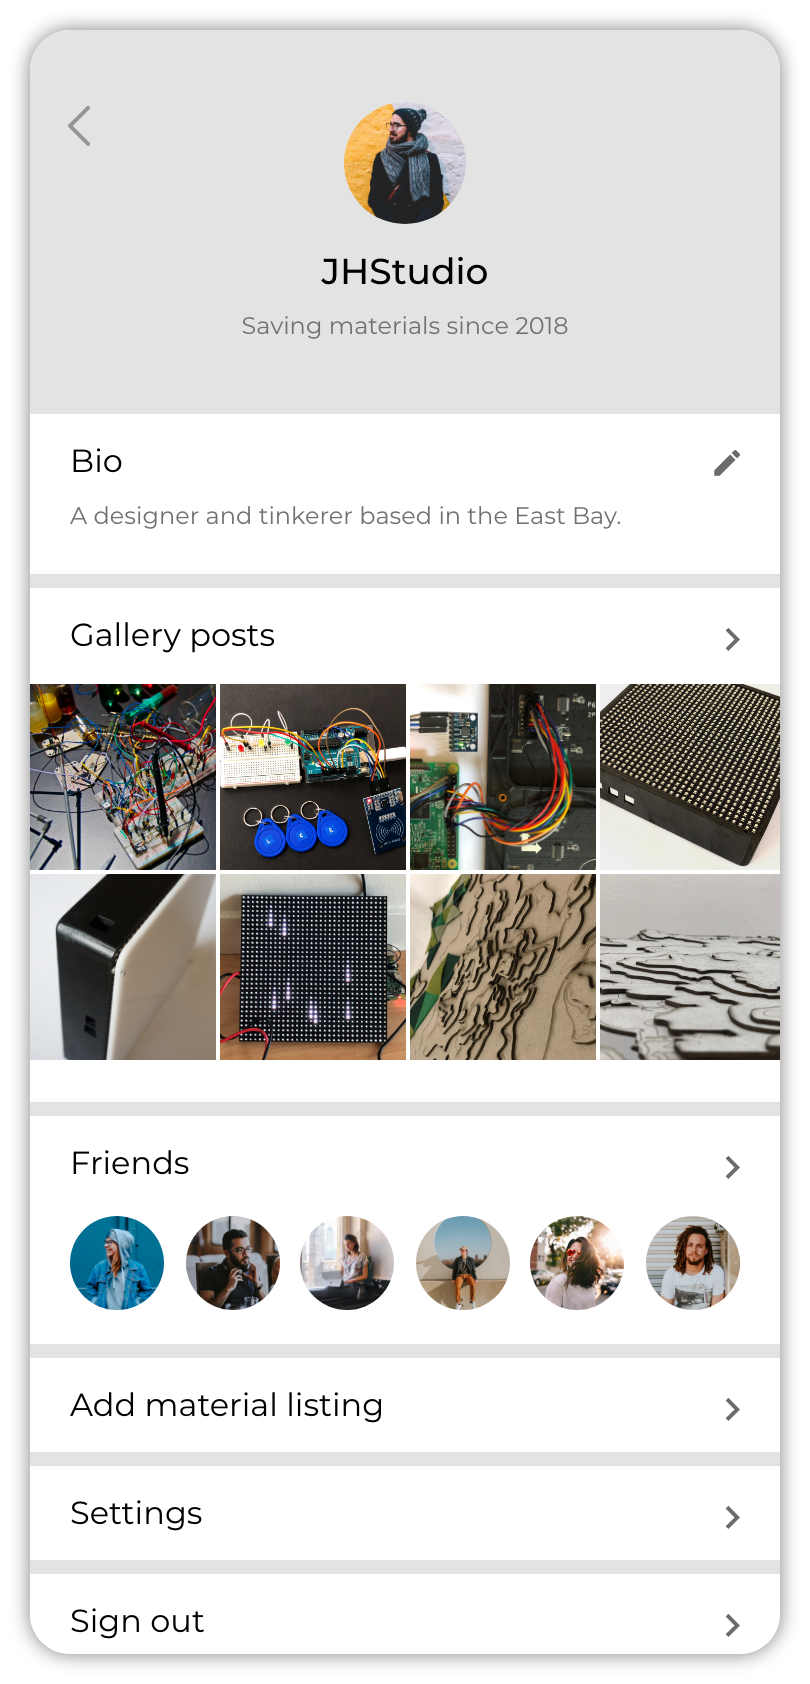 JHStudio
Saving materials since 2018
Bio
A designer and tinkerer based in the East Bay.
Gallery posts
Friends
Add material listing
Settings
Sign out